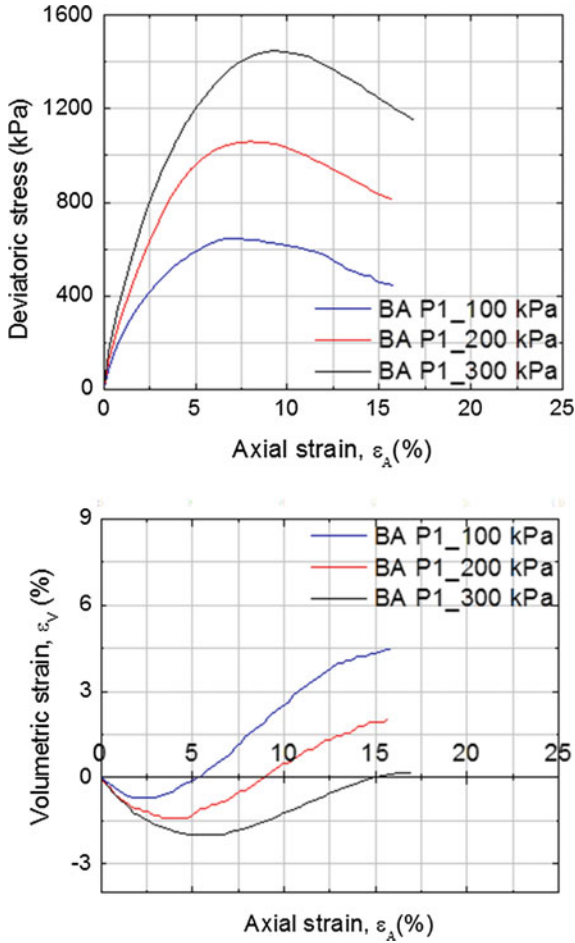 1600
1200
800
400
0
Deviatoric stress (kPa)
BA P1_100 kPa
BA P1_200 kPa
BA P1_300 kPa
0 5 10 15 20 25
Axial strain, εA(%)
9
6
3
0
-3
Volumetric strain, εV (%)
BA P1_100 kPa
BA P1_200 kPa
BA P1_300 kPa
0 5 10 15 20 25
Axial strain, εA(%)